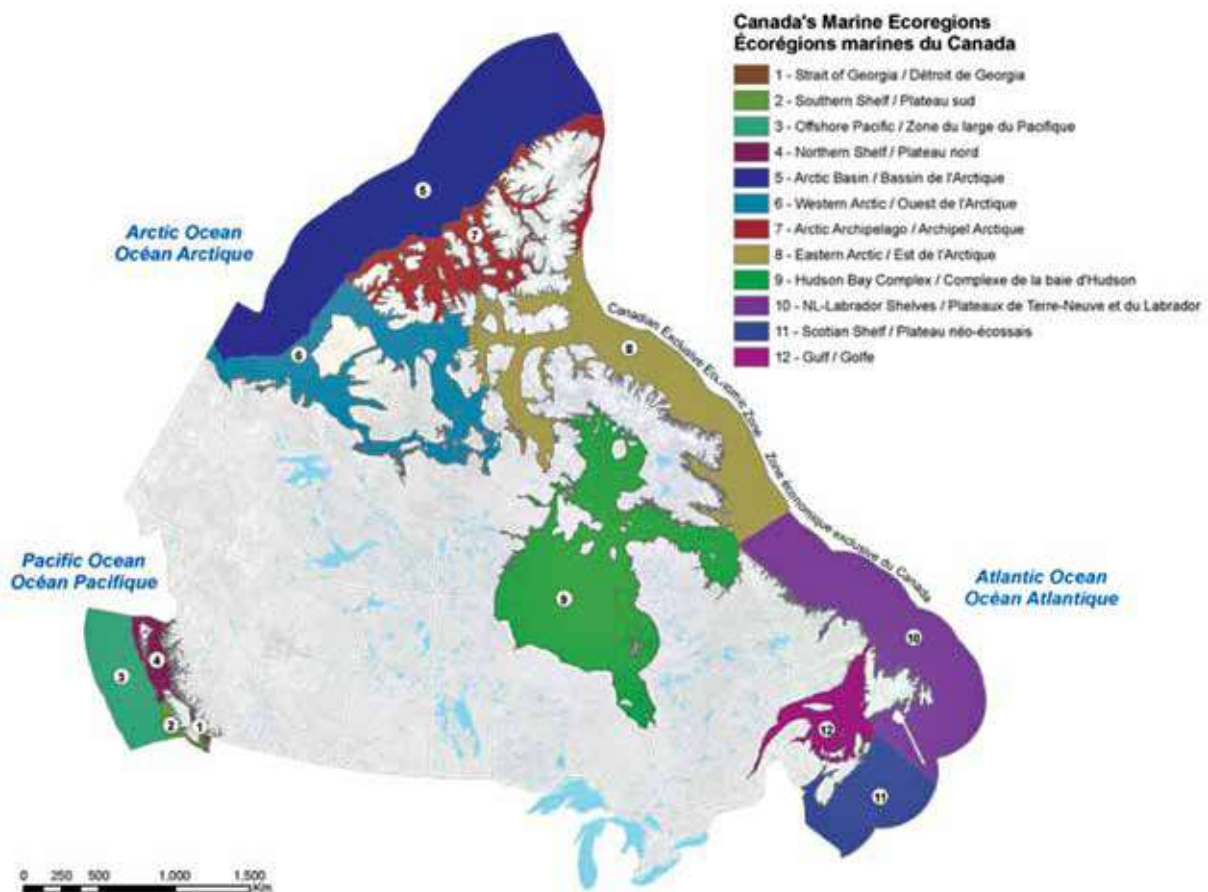 Canada's Marine Ecoregions
Écorégions marines du Canada
1 - Strait of Georgia / Détroit de Georgia
2 - Southern Shelf / Plateau sud
3 - Offshore Pacific / Zone du large du Pacifique
4 - Northern Shelf / Plateau nord
5 - Arctic Basin / Bassin de l'Arctique
6 - Western Arctic / Ouest de l'Arctique
7 - Arctic Archipelago / Archipel Arctique
8 - Eastern Arctic / Est de l'Arctique
9 - Hudson Bay Complex / Complexe de la baie d'Hudson
10 - NL-Labrador Shelves / Plateaux de Terre-Neuve et du Labrador
11 - Scotian Shelf / Plateau néo-écossais
12 - Gulf / Golfe
5
Arctic Ocean
Océan Arctique
7
6
8
Canadian Exclusive Economic Zone
Zone économique exclusive du Canada
Pacific Ocean
Océan Pacifique
Atlantic Ocean
Océan Atlantique
9
10
4
3
2
1
12
11
0 250 500 1,000 1,500
Km